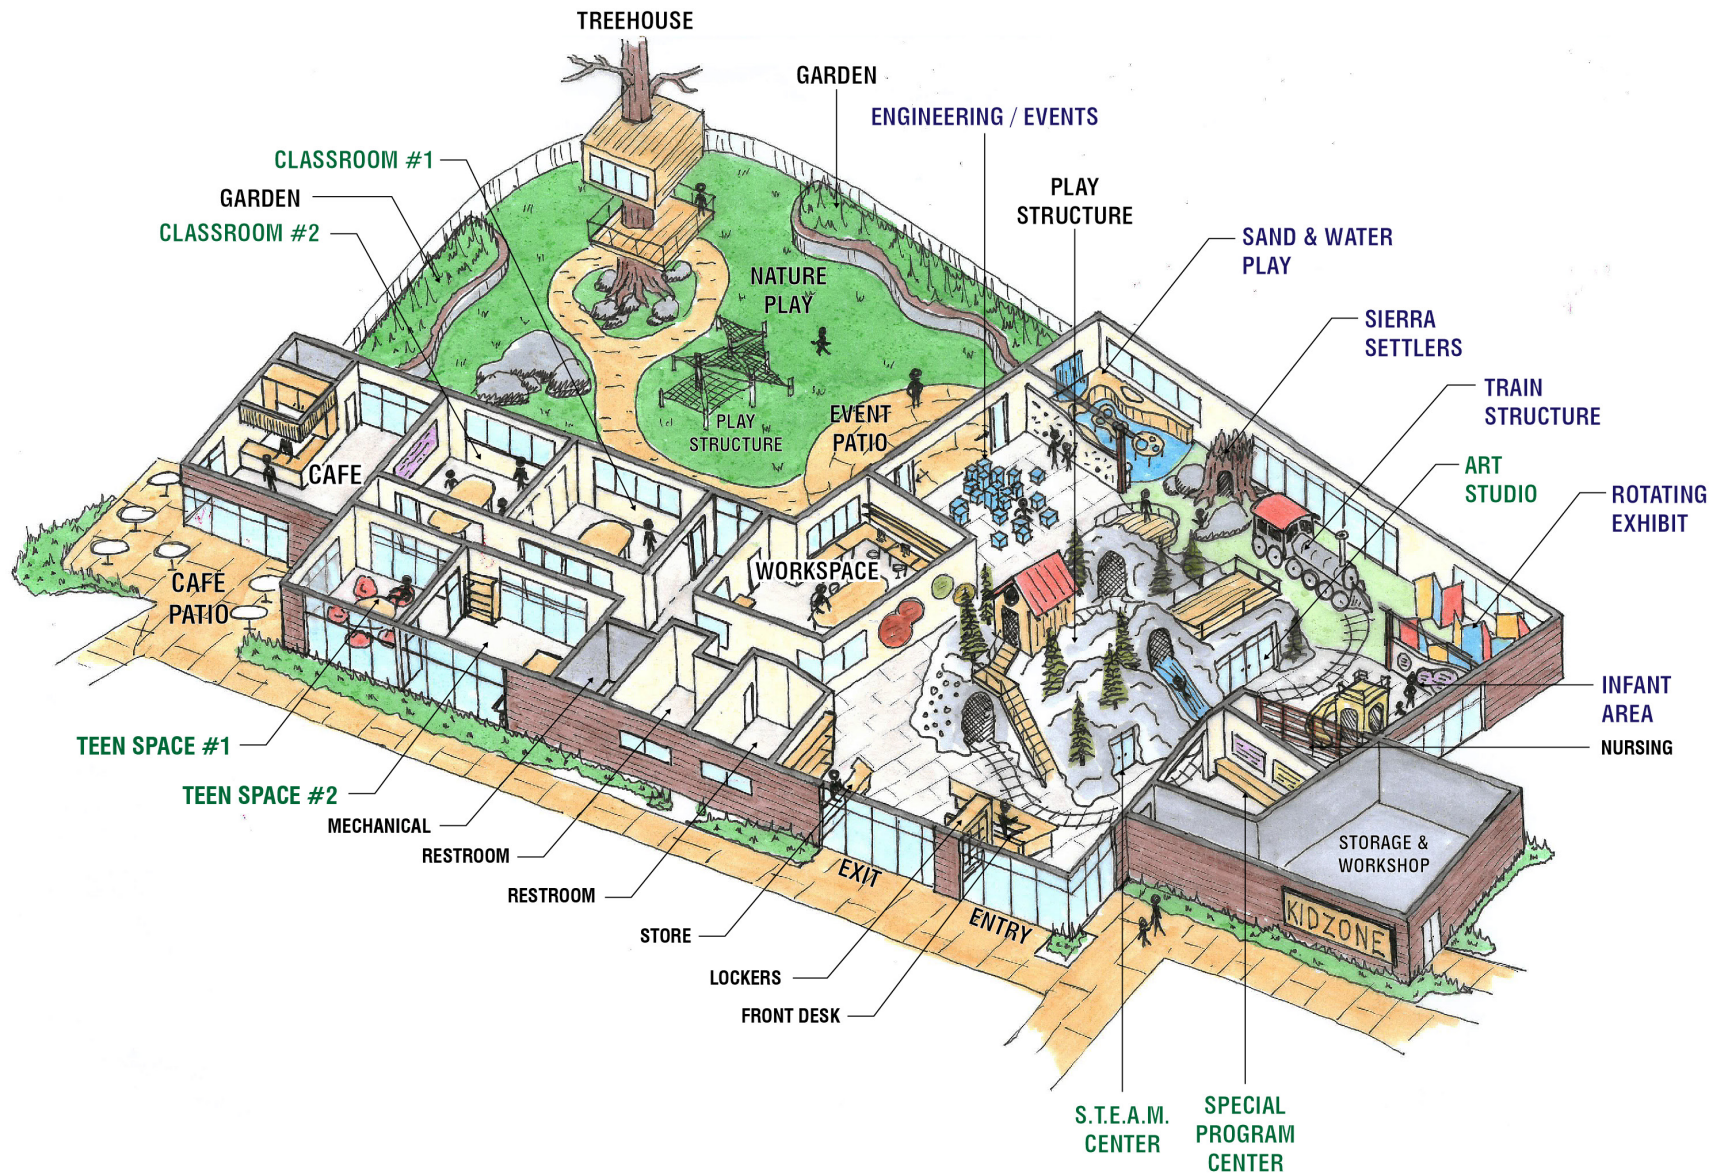 TREEHOUSE
GARDEN
ENGINEERING / EVENTS
CLASSROOM #1
GARDEN
CLASSROOM #2
PLAY
STRUCTURE
SAND & WATER
PLAY
NATURE
PLAY
SIERRA
SETTLERS
TRAIN
STRUCTURE
PLAY
STRUCTURE
EVENT
PATIO
ART
STUDIO
ROTATING
EXHIBIT
CAFE
CAFE
PATIO
WORKSPACE
INFANT
AREA
NURSING
TEEN SPACE #1
TEEN SPACE #2
MECHANICAL
RESTROOM
RESTROOM
STORE
LOCKERS
FRONT DESK
EXIT
ENTRY
STORAGE &
WORKSHOP
KIDZONE
S.T.E.A.M.
CENTER
SPECIAL
PROGRAM
CENTER